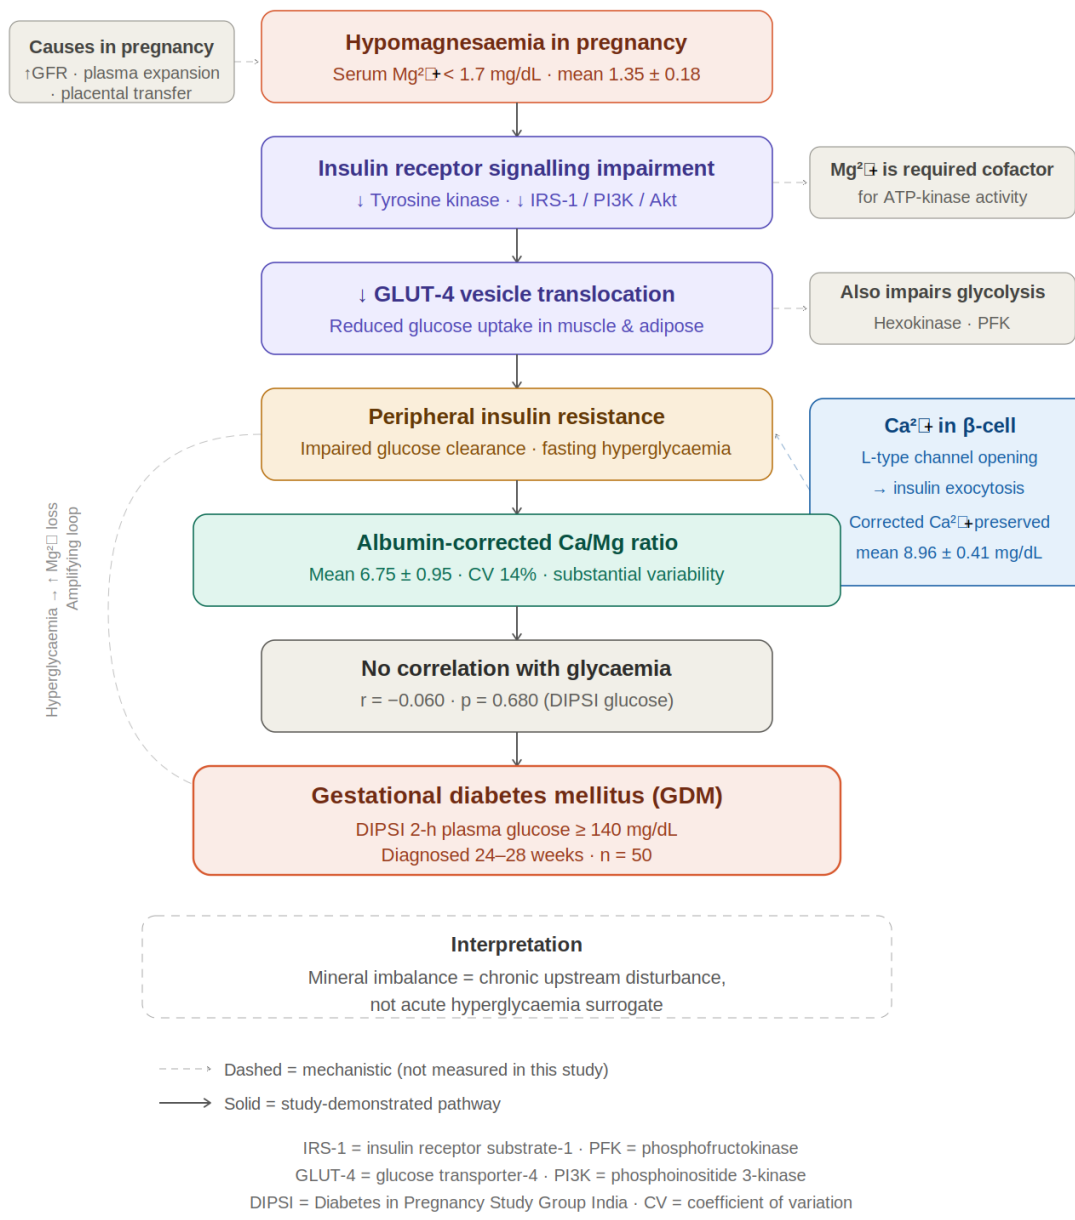 Causes in pregnancy
↑GFR · plasma expansion
· placental transfer
Hypomagnesaemia in pregnancy
Serum Mg²⁺ < 1.7 mg/dL · mean 1.35 ± 0.18
Insulin receptor signalling impairment
↓ Tyrosine kinase · ↓ IRS-1 / PI3K / Akt
Mg²⁺ is required cofactor
for ATP-kinase activity
↓ GLUT-4 vesicle translocation
Reduced glucose uptake in muscle & adipose
Also impairs glycolysis
Hexokinase · PFK
Peripheral insulin resistance
Impaired glucose clearance · fasting hyperglycaemia
Ca²⁺ in β-cell
L-type channel opening
→ insulin exocytosis
Corrected Ca²⁺ preserved
mean 8.96 ± 0.41 mg/dL
Hyperglycaemia → ↑ Mg²⁺ loss
Amplifying loop
Albumin-corrected Ca/Mg ratio
Mean 6.75 ± 0.95 · CV 14% · substantial variability
No correlation with glycaemia
r = −0.060 · p = 0.680 (DIPSI glucose)
Gestational diabetes mellitus (GDM)
DIPSI 2-h plasma glucose ≥ 140 mg/dL
Diagnosed 24–28 weeks · n = 50
Interpretation
Mineral imbalance = chronic upstream disturbance,
not acute hyperglycaemia surrogate
Dashed = mechanistic (not measured in this study)
Solid = study-demonstrated pathway
IRS-1 = insulin receptor substrate-1 · PFK = phosphofructokinase
GLUT-4 = glucose transporter-4 · PI3K = phosphoinositide 3-kinase
DIPSI = Diabetes in Pregnancy Study Group India · CV = coefficient of variation